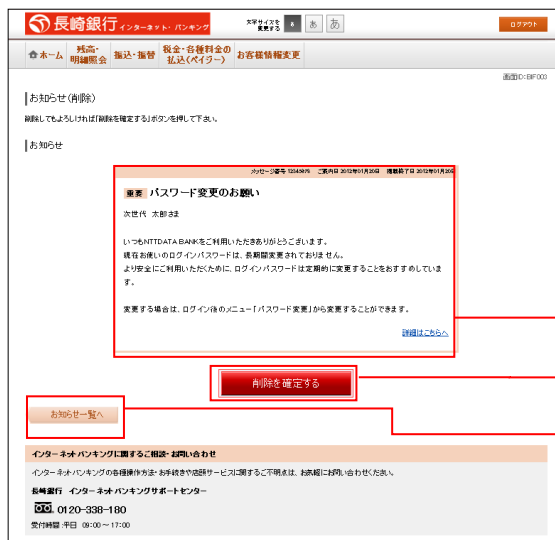 長崎銀行 インターネット・バンキング
文字サイズを変更する あ あ あ
ログアウト
ホーム 残高・明細照会 振込・振替 税金・各種料金の払込(ペイジー) お客様情報変更
画面ID:BIF003
お知らせ(削除)
削除してもよろしければ「削除を確定する」ボタンを押して下さい。
お知らせ
メッセージ番号 12345678 ご案内日 2012年01月20日 掲載終了日 2012年01月20日
重要 パスワード変更のお願い
次世代 太郎さま
いつもNTTDATA BANKをご利用いただきありがとうございます。
現在お使いのログインパスワードは、長期間変更されておりません。
より安全にご利用いただくために、ログインパスワードは定期的に変更することをおすすめしていま
す。
変更する場合は、ログイン後のメニュー「パスワード変更」から変更することができます。
詳細はこちらへ
削除を確定する
お知らせ一覧へ
インターネットバンキングに関するご相談・お問い合わせ
インターネットバンキングの各種操作方法・お手続きや店頭サービスに関するご不明点は、お気軽にお問い合わせください。
長崎銀行 インターネットバンキングサポートセンター
0120-338-180
受付時間:平日 09:00~17:00